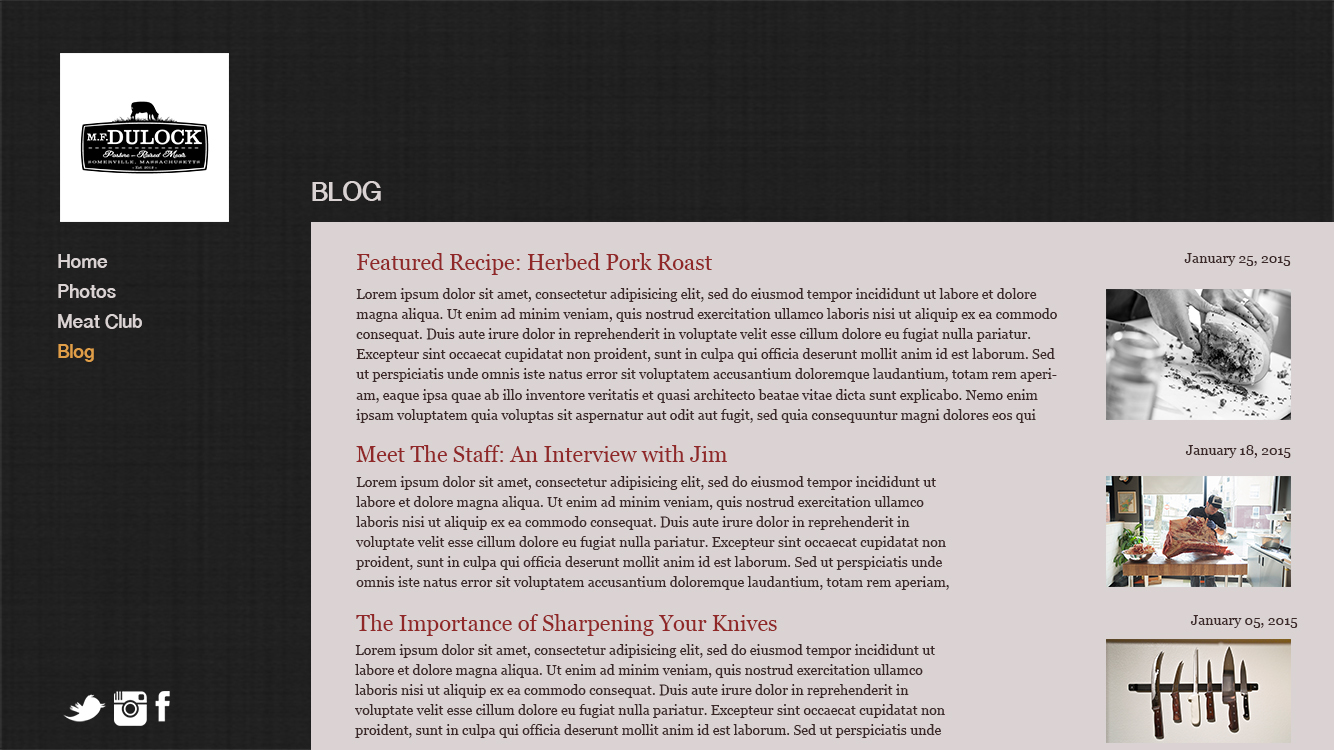 M.F. DULOCK
Pasture - Raised Meats
SOMERVILLE, MASSACHUSETTS
BLOG
Home
Photos
Meat Club
Blog
Featured Recipe: Herbed Pork Roast
January 25, 2015
Lorem ipsum dolor sit amet, consectetur adipisicing elit, sed do eiusmod tempor incididunt ut labore et dolore
magna aliqua. Ut enim ad minim veniam, quis nostrud exercitation ullamco laboris nisi ut aliquip ex ea commodo
consequat. Duis aute irure dolor in reprehenderit in voluptate velit esse cillum dolore eu fugiat nulla pariatur.
Excepteur sint occaecat cupidatat non proident, sunt in culpa qui officia deserunt mollit anim id est laborum. Sed
ut perspiciatis unde omnis iste natus error sit voluptatem accusantium doloremque laudantium, totam rem aperi-
am, eaque ipsa quae ab illo inventore veritatis et quasi architecto beatae vitae dicta sunt explicabo. Nemo enim
ipsam voluptatem quia voluptas sit aspernatur aut odit aut fugit, sed quia consequuntur magni dolores eos qui
Meet The Staff: An Interview with Jim
January 18, 2015
Lorem ipsum dolor sit amet, consectetur adipisicing elit, sed do eiusmod tempor incididunt ut
labore et dolore magna aliqua. Ut enim ad minim veniam, quis nostrud exercitation ullamco
laboris nisi ut aliquip ex ea commodo consequat. Duis aute irure dolor in reprehenderit in
voluptate velit esse cillum dolore eu fugiat nulla pariatur. Excepteur sint occaecat cupidatat non
proident, sunt in culpa qui officia deserunt mollit anim id est laborum. Sed ut perspiciatis unde
omnis iste natus error sit voluptatem accusantium doloremque laudantium, totam rem aperiam,
The Importance of Sharpening Your Knives
January 05, 2015
Lorem ipsum dolor sit amet, consectetur adipisicing elit, sed do eiusmod tempor incididunt ut
labore et dolore magna aliqua. Ut enim ad minim veniam, quis nostrud exercitation ullamco
laboris nisi ut aliquip ex ea commodo consequat. Duis aute irure dolor in reprehenderit in
voluptate velit esse cillum dolore eu fugiat nulla pariatur. Excepteur sint occaecat cupidatat non
proident, sunt in culpa qui officia deserunt mollit anim id est laborum. Sed ut perspiciatis unde